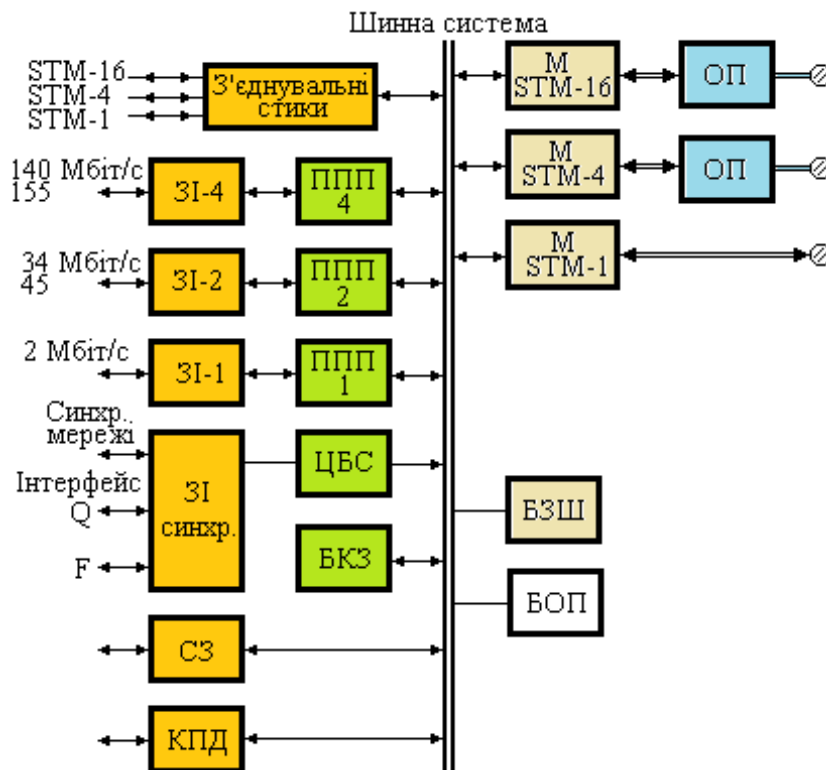 Шинна система
STM-16
STM-4
STM-1
З'єднувальні
стики
140 Мбіт/с
155
ЗІ-4
ППП
4
34 Мбіт/с
45
ЗІ-2
ППП
2
2 Мбіт/с
ЗІ-1
ППП
1
Синхр.,
мережі
Інтерфейс
Q
F
ЗІ
синхр.
ЦБС
БКЗ
СЗ
КПД
М
STM-16
ОП
М
STM-4
ОП
М
STM-1
БЗШ
БОП